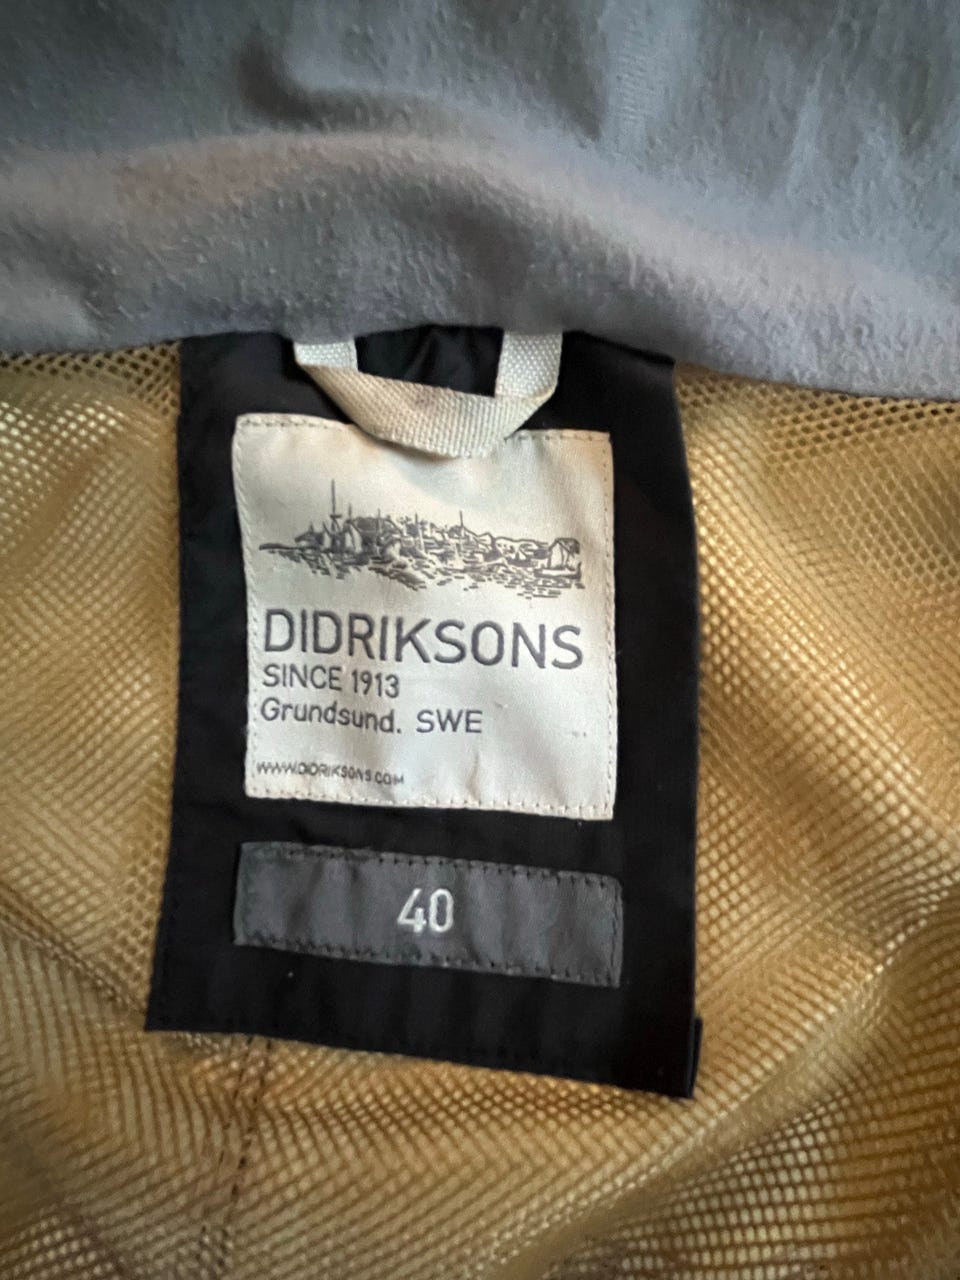 DIDRIKSONS
SINCE 1913
Grundsund. SWE
WWW.DIDRIKSONS.COM
40